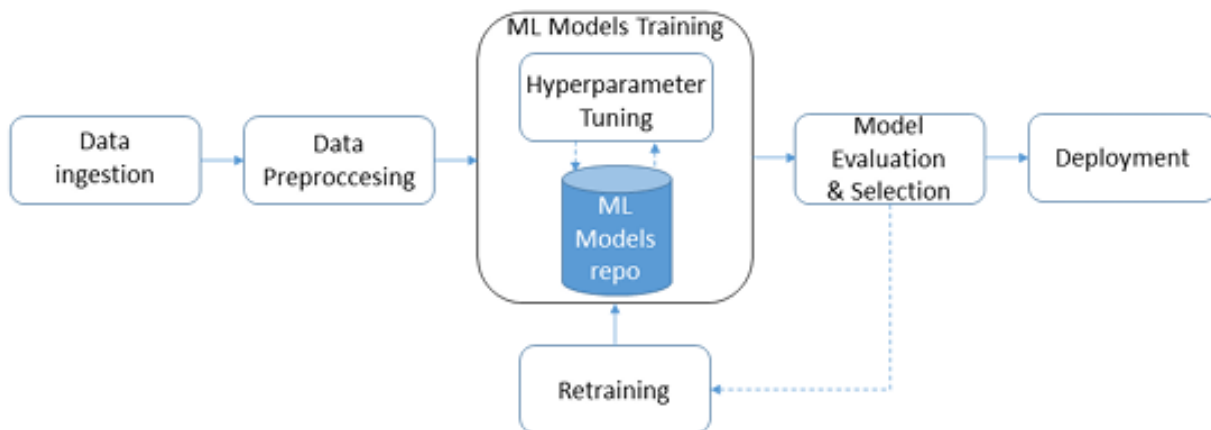 ML Models Training
Hyperparameter
Tuning
Data
ingestion
Data
Preproccesing
ML
Models
repo
Model
Evaluation
& Selection
Deployment
Retraining